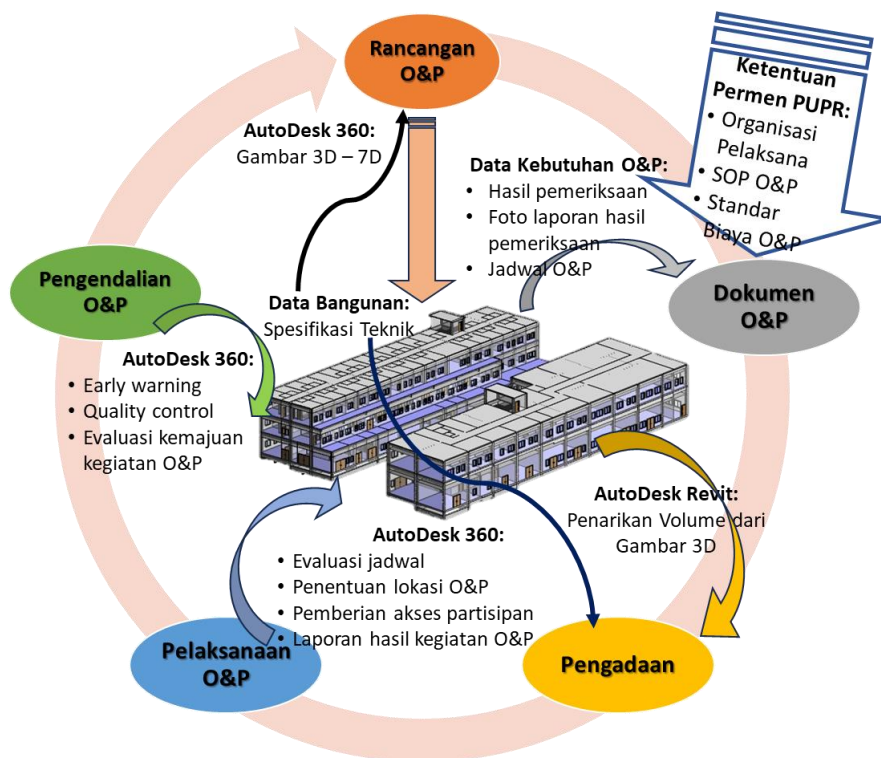 Rancangan
O&P
Ketentuan
Permen PUPR:
• Organisasi
Pelaksana
• SOP O&P
• Standar
Biaya O&P
AutoDesk 360:
Gambar 3D – 7D
Data Kebutuhan O&P:
• Hasil pemeriksaan
• Foto laporan hasil
pemeriksaan
• Jadwal O&P
Pengendalian
O&P
Dokumen
O&P
Data Bangunan:
Spesifikasi Teknik
AutoDesk 360:
• Early warning
• Quality control
• Evaluasi kemajuan
kegiatan O&P
AutoDesk Revit:
Penarikan Volume dari
Gambar 3D
AutoDesk 360:
• Evaluasi jadwal
• Penentuan lokasi O&P
• Pemberian akses partisipan
• Laporan hasil kegiatan O&P
Pelaksanaan
O&P
Pengadaan